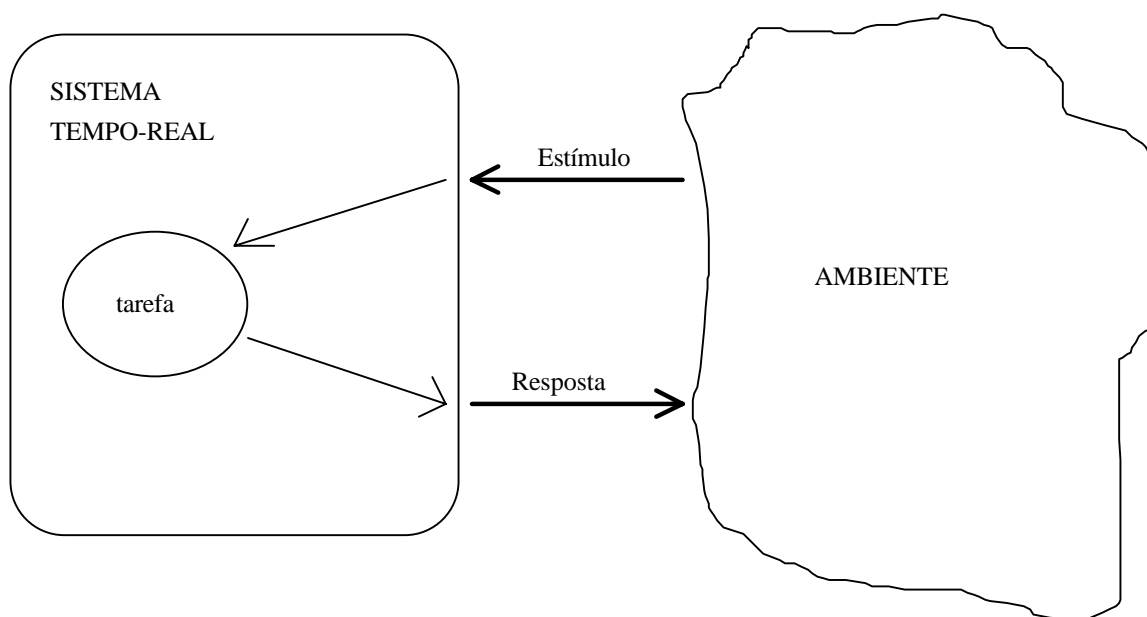 SISTEMA
TEMPO-REAL
Estímulo
AMBIENTE
tarefa
Resposta